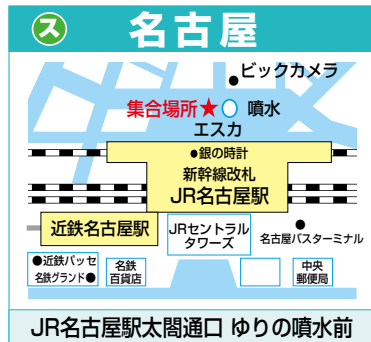 ス 名古屋
●ビックカメラ
集合場所★ 噴水
エスカ
●銀の時計
新幹線改札
JR名古屋駅
近鉄名古屋駅
JRセントラル
タワーズ
●
名古屋バスターミナル
●近鉄パッセ
名鉄グランド●
名鉄
百貨店
中央
郵便局
JR名古屋駅太閤通口 ゆりの噴水前